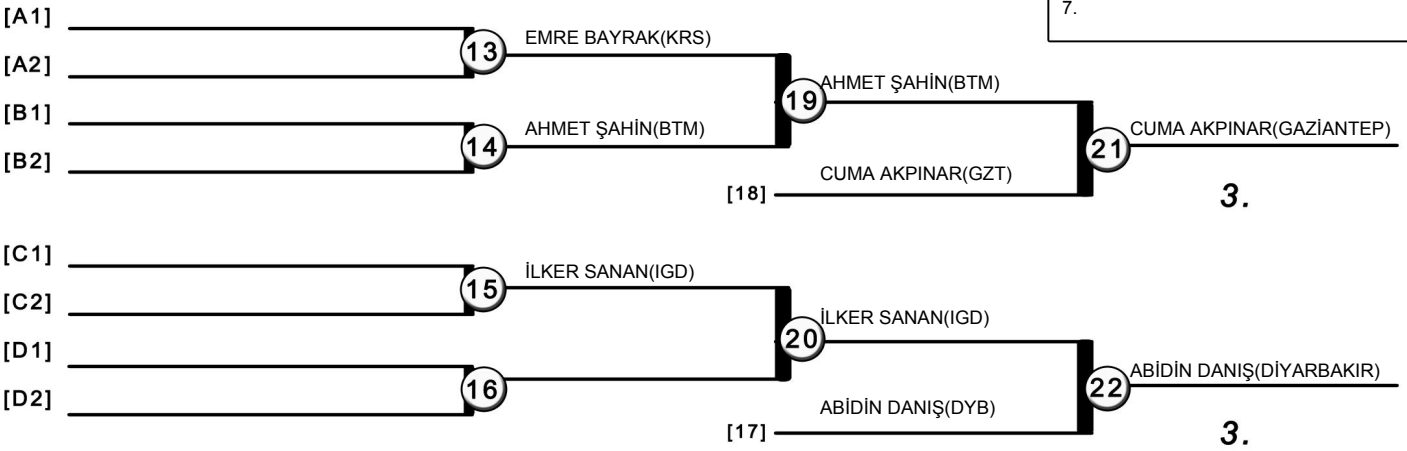 7.
[A1]
13
EMRE BAYRAK(KRS)
[A2]
19
AHMET ŞAHİN(BTM)
[B1]
14
AHMET ŞAHİN(BTM)
[B2]
21
CUMA AKPINAR(GAZİANTEP)
[18]
CUMA AKPINAR(GZT)
3.
[C1]
15
İLKER SANAN(IGD)
[C2]
20
İLKER SANAN(IGD)
[D1]
16
[D2]
22
ABİDİN DANIŞ(DİYARBAKIR)
[17]
ABİDİN DANIŞ(DYB)
3.